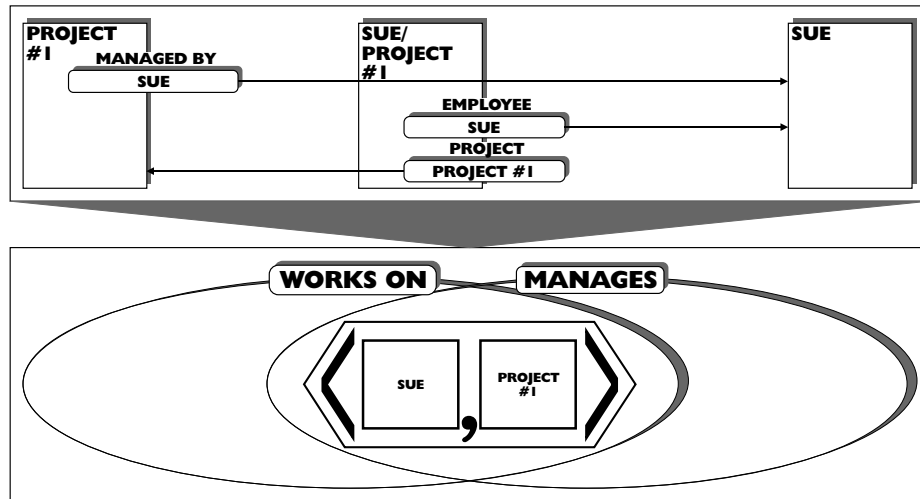 PROJECT
#1
MANAGED BY
SUE
SUE/
PROJECT
#1
EMPLOYEE
SUE
PROJECT
PROJECT #1
SUE
WORKS ON
MANAGES
SUE
,
PROJECT
#1